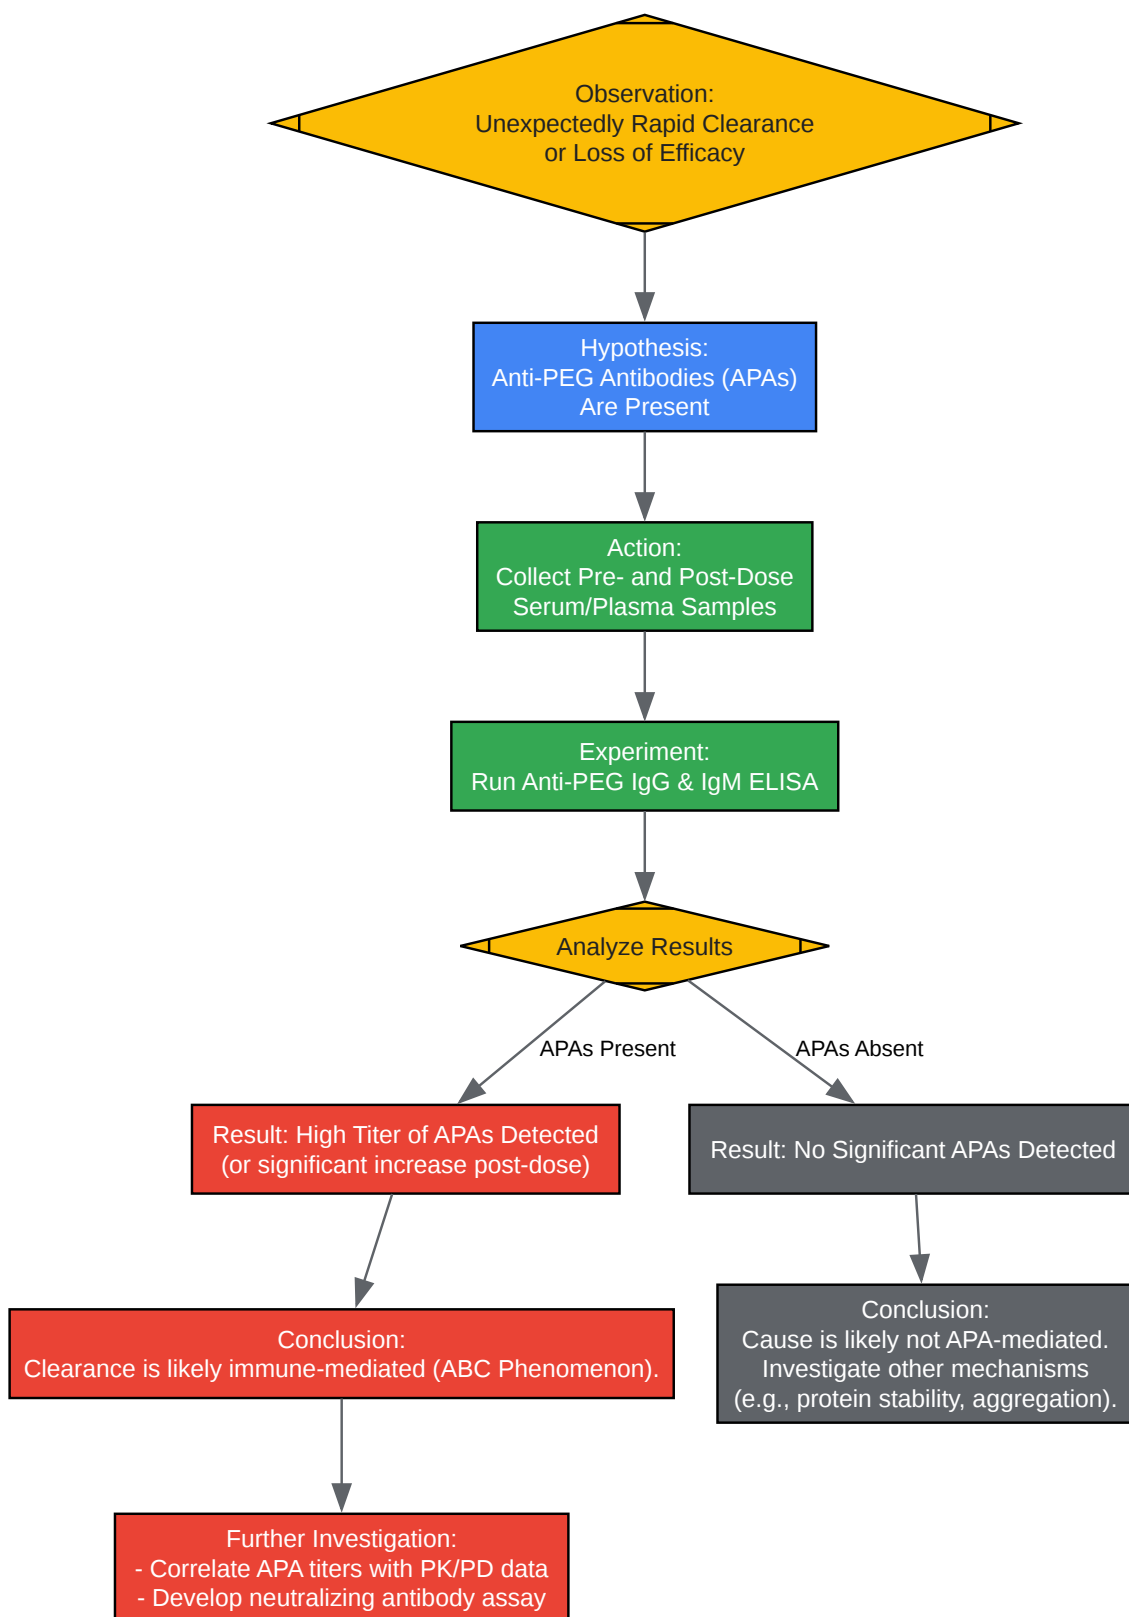 Observation:
Unexpectedly Rapid Clearance
or Loss of Efficacy
Hypothesis:
Anti-PEG Antibodies (APAs)
Are Present
Action:
Collect Pre- and Post-Dose
Serum/Plasma Samples
Experiment:
Run Anti-PEG IgG & IgM ELISA
Analyze Results
APAs Present
APAs Absent
Result: High Titer of APAs Detected
(or significant increase post-dose)
Result: No Significant APAs Detected
Conclusion:
Clearance is likely immune-mediated (ABC Phenomenon).
Conclusion:
Cause is likely not APA-mediated.
Investigate other mechanisms
(e.g., protein stability, aggregation).
Further Investigation:
- Correlate APA titers with PK/PD data
- Develop neutralizing antibody assay